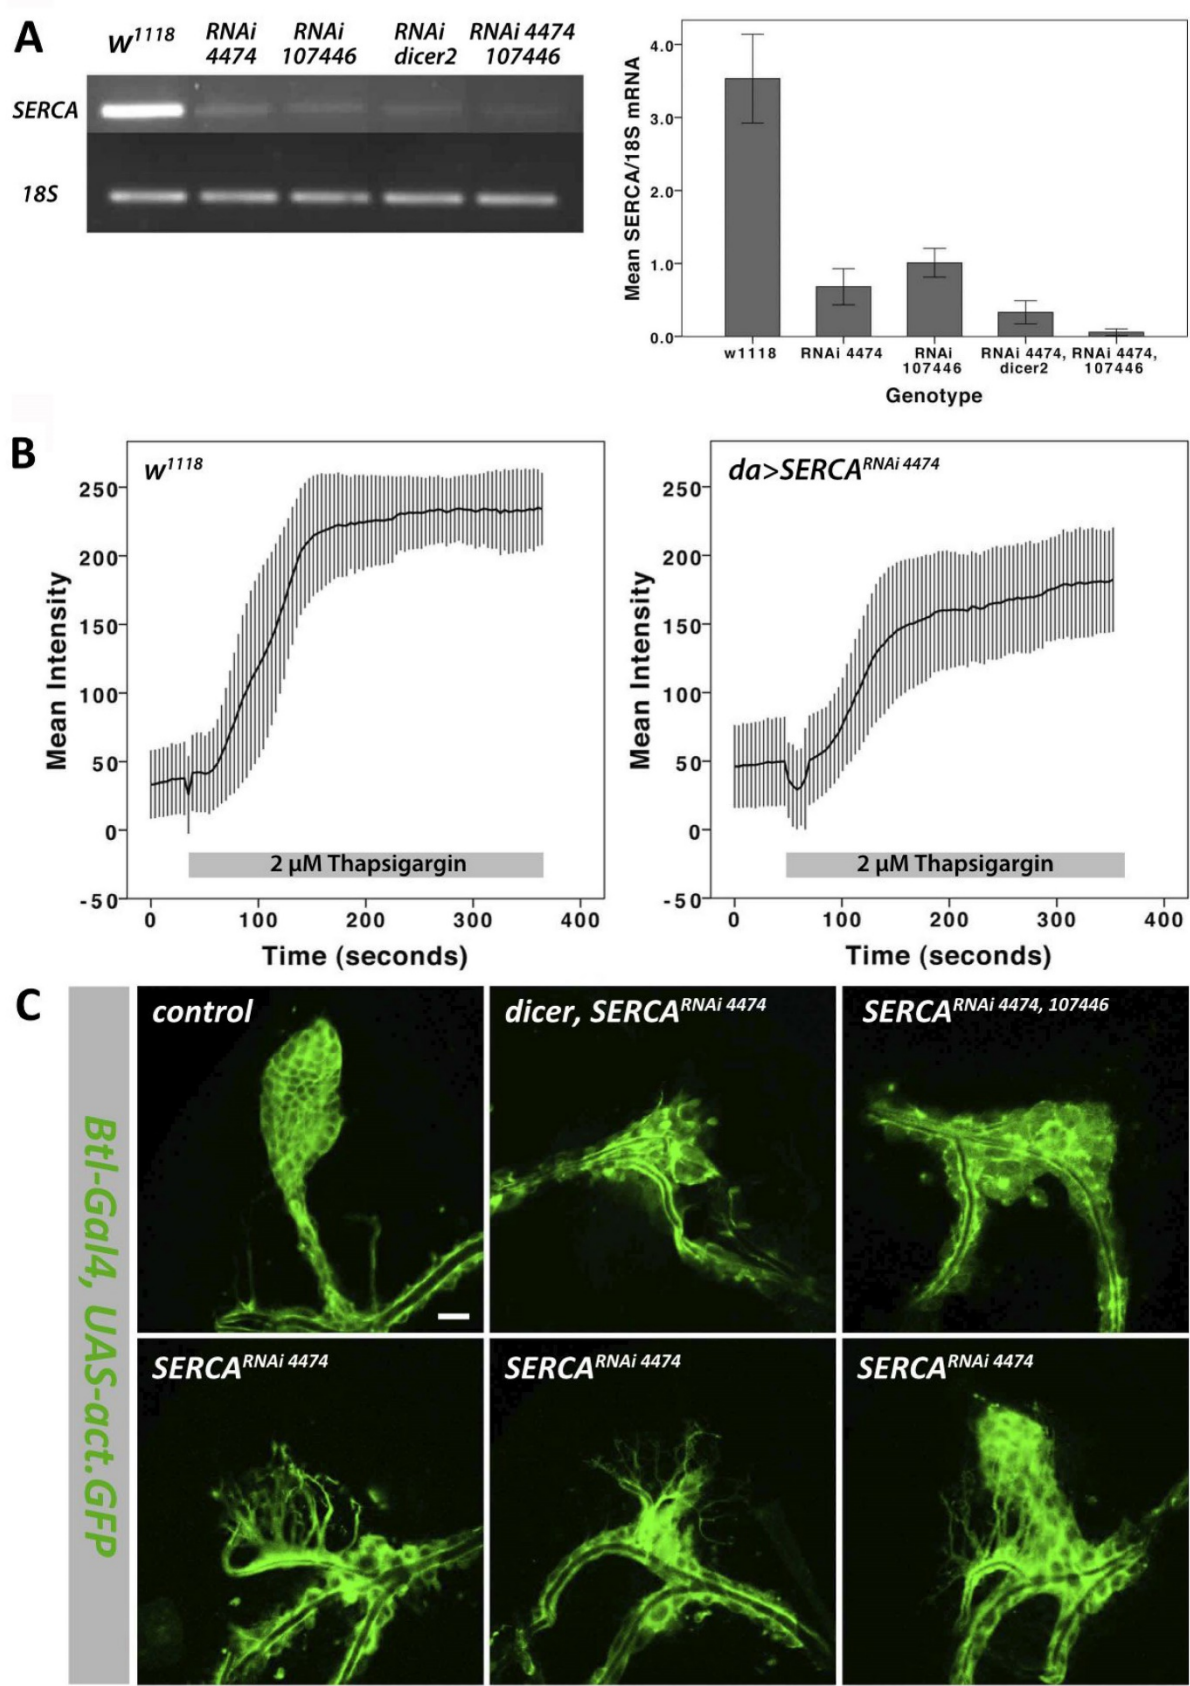 A
w1118
RNAi
4474
RNAi
107446
RNAi
dicer2
RNAi 4474
107446
SERCA
18S
Mean SERCA/18S mRNA
4.0
3.0
2.0
1.0
0.0
w1118
RNAi 4474
RNAi
107446
RNAi 4474,
dicer2
RNAi 4474,
107446
Genotype
B
w1118
Mean Intensity
250
200
150
100
50
0
-50
2 µM Thapsigargin
0 100 200 300 400
Time (seconds)
da>SERCARNAi 4474
Mean Intensity
250
200
150
100
50
0
-50
2 µM Thapsigargin
0 100 200 300 400
Time (seconds)
C
Btl-Gal4, UAS-act.GFP
control
dicer, SERCARNAi 4474
SERCARNAi 4474, 107446
SERCARNAi 4474
SERCARNAi 4474
SERCARNAi 4474